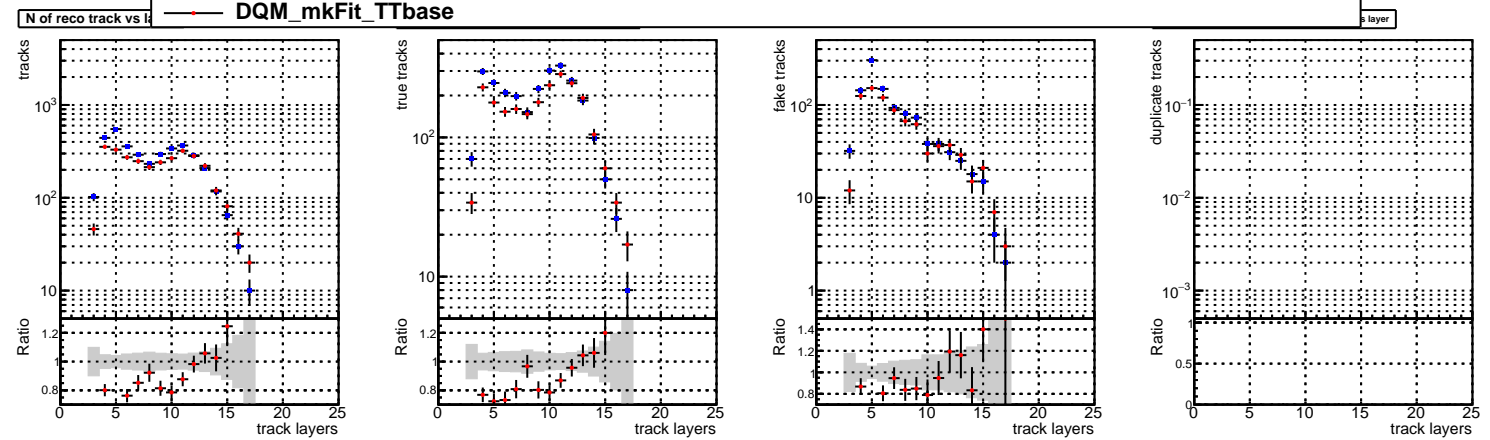 N of reco track vs la
DQM_mkFit_TTbase
s layer
tracks
10³
10²
10
Ratio
1.2
1
0.8
0 5 10 15 20 25
track layers
true tracks
10²
10
Ratio
1.2
1
0.8
0 5 10 15 20 25
track layers
fake tracks
10²
10
1
Ratio
1.4
1.2
1
0.8
0 5 10 15 20 25
track layers
duplicate tracks
10⁻¹
10⁻²
10⁻³
Ratio
1
0.5
0
0 5 10 15 20 25
track layers